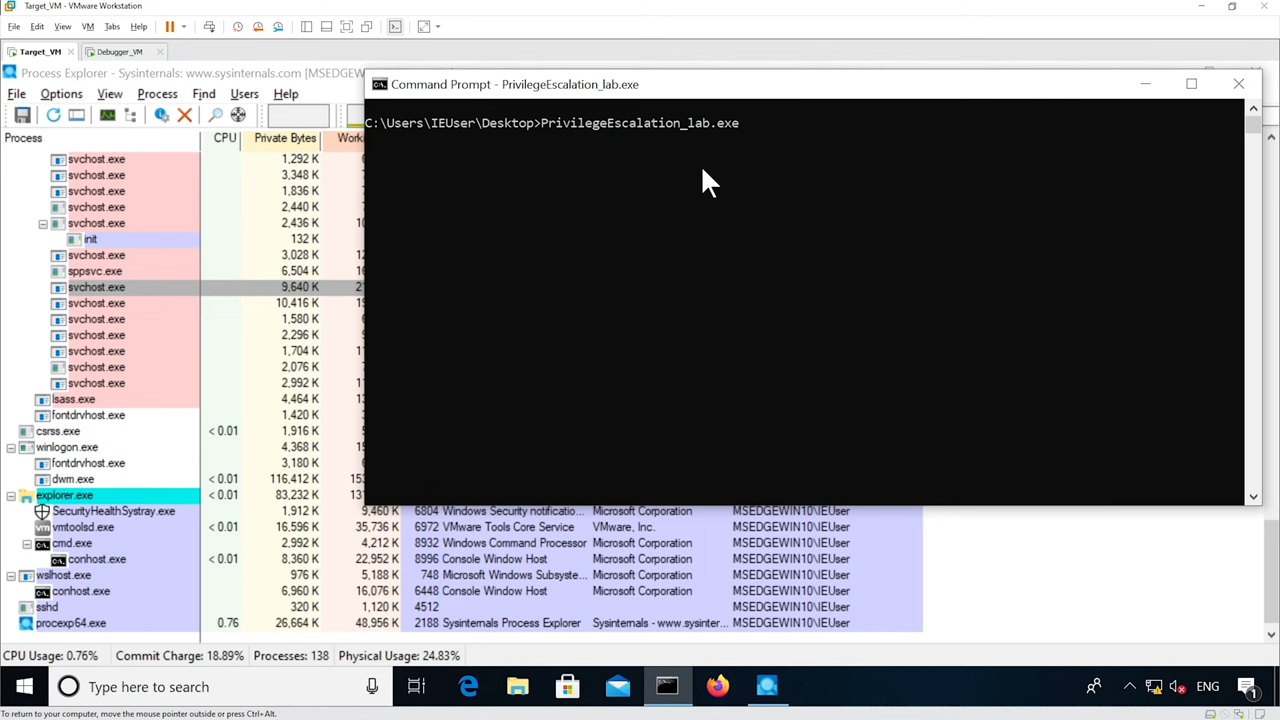 Target_VM - VMware Workstation
File Edit View VM Tabs Help
Target_VM Debugger_VM
Process Explorer - Sysinternals: www.sysinternals.com [MSEDGEWIN
File Options View Process Find Users Help
Command Prompt - PrivilegeEscalation_lab.exe
C:\Users\IEUser\Desktop>PrivilegeEscalation_lab.exe
Process CPU Private Bytes
svchost.exe 1,292 K
svchost.exe 3,348 K
svchost.exe 1,836 K
svchost.exe 2,440 K
svchost.exe 2,436 K
init 132 K
svchost.exe 3,028 K
sppsvc.exe 6,504 K
svchost.exe 9,640 K
svchost.exe 10,416 K
svchost.exe 1,580 K
svchost.exe 2,296 K
svchost.exe 1,704 K
svchost.exe 2,076 K
svchost.exe 2,992 K
lsass.exe 4,464 K
fontdrvhost.exe 1,420 K
csrss.exe < 0.01 1,916 K
winlogon.exe 4,368 K
fontdrvhost.exe 3,180 K
dwm.exe < 0.01 116,412 K
explorer.exe < 0.01 83,232 K
SecurityHealthSystray.exe 1,912 K 9,460 K 6804 Windows Security notificatio... Microsoft Corporation MSEDGEWIN10\IEUser
vmtoolsd.exe < 0.01 16,596 K 35,736 K 6972 VMware Tools Core Service VMware, Inc. MSEDGEWIN10\IEUser
cmd.exe 2,992 K 4,212 K 8932 Windows Command Processor Microsoft Corporation MSEDGEWIN10\IEUser
conhost.exe < 0.01 8,360 K 22,952 K 8996 Console Window Host Microsoft Corporation MSEDGEWIN10\IEUser
wslhost.exe 976 K 5,188 K 748 Microsoft Windows Subsyste... Microsoft Corporation MSEDGEWIN10\IEUser
conhost.exe 6,960 K 16,076 K 6448 Console Window Host Microsoft Corporation MSEDGEWIN10\IEUser
sshd 320 K 1,120 K 4512 MSEDGEWIN10\IEUser
procexp64.exe 0.76 26,664 K 48,956 K 2188 Sysinternals Process Explorer Sysinternals - www.sysinter... MSEDGEWIN10\IEUser
CPU Usage: 0.76% Commit Charge: 18.89% Processes: 138 Physical Usage: 24.83%
Type here to search ENG 1
To return to your computer, move the mouse pointer outside or press Ctrl+Alt.